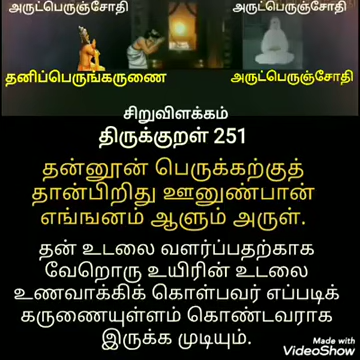 அருட்பெருஞ்சோதி அருட்பெருஞ்சோதி
தனிப்பெருங்கருணை அருட்பெருஞ்சோதி
சிறுவிளக்கம்
திருக்குறள் 251
தன்னூன் பெருக்கற்குத்
தான்பிறிது ஊனுண்பான்
எங்ஙனம் ஆளும் அருள்.
தன் உடலை வளர்ப்பதற்காக
வேறொரு உயிரின் உடலை
உணவாக்கிக் கொள்பவர் எப்படிக்
கருணையுள்ளம் கொண்டவராக
இருக்க முடியும்.
Made with
VideoShow